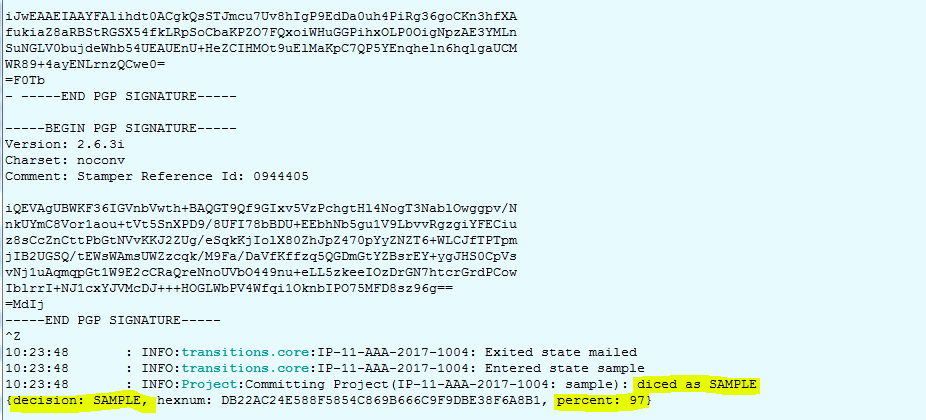 iJwEAAEIAAYFAlihdt0ACgkQsSTJmcu7Uv8hIgP9EdDa0uh4PiRg36goCKn3hfXA
fukiaZ8aRBStRGSX54fkLRpSoCbaKPZO7FQxoiWHuGGPihxOLP0OigNpzAE3YMLn
SuNGLV0bujdeWhb54UEAUEnU+HeZCIHMOt9uElMaKpC7QP5YEnqheln6hqlgaUCM
WR89+4ayENLrnzQCwe0=
=F0Tb
- -----END PGP SIGNATURE-----
-----BEGIN PGP SIGNATURE-----
Version: 2.6.3i
Charset: noconv
Comment: Stamper Reference Id: 0944405
iQEVAgUBWKF36IGVnbVwth+BAQGT9Qf9GIxv5VzPchgtHl4NogT3NablOwggpv/N
nkUYmC8Vor1aou+tVt5SnXPD9/8UFI78bBDU+EEbhNb5gu1V9LbvvRgzgiYFECiu
z8sCcZnCttPbGtNVvKKJ2ZUg/eSqkKjIolX80ZhJpZ470pYyZNZT6+WLCJfTPTpm
jIB2UGSQ/tEWsWAmsUWZzcqk/M9Fa/DaVfKffzq5QGDmGtYZBsrEY+ygJHS0CpVs
vNj1uAqmqpGt1W9E2cCRaQreNnoUVbO449nu+eLL5zkeeIOzDrGN7htcrGrdPCow
IblrrI+NJ1cxYJVMcDJ+++HOGLWbPV4Wfqi1OknbIPO75MFD8sz96g==
=MdIj
-----END PGP SIGNATURE-----
^Z
10:23:48 : INFO:transitions.core:IP-11-AAA-2017-1004: Exited state mailed
10:23:48 : INFO:transitions.core:IP-11-AAA-2017-1004: Entered state sample
10:23:48 : INFO:Project:Committing Project(IP-11-AAA-2017-1004: sample): diced as SAMPLE
{decision: SAMPLE, hexnum: DB22AC24E588F5854C869B666C9F9DBE38F6A8B1, percent: 97}